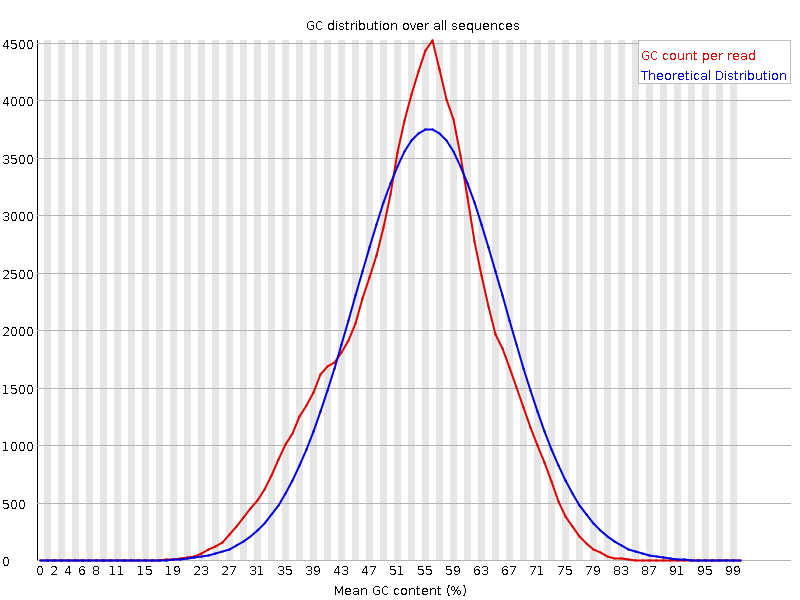 GC distribution over all sequences
GC count per read
Theoretical Distribution
4500
4000
3500
3000
2500
2000
1500
1000
500
0
0 2 4 6 8 11 15 19 23 27 31 35 39 43 47 51 55 59 63 67 71 75 79 83 87 91 95 99
Mean GC content (%)